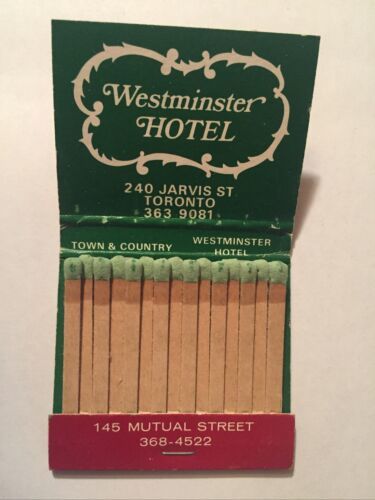 Westminster
HOTEL
240 JARVIS ST
TORONTO
363 9081
TOWN & COUNTRY
WESTMINSTER
HOTEL
145 MUTUAL STREET
368-4522